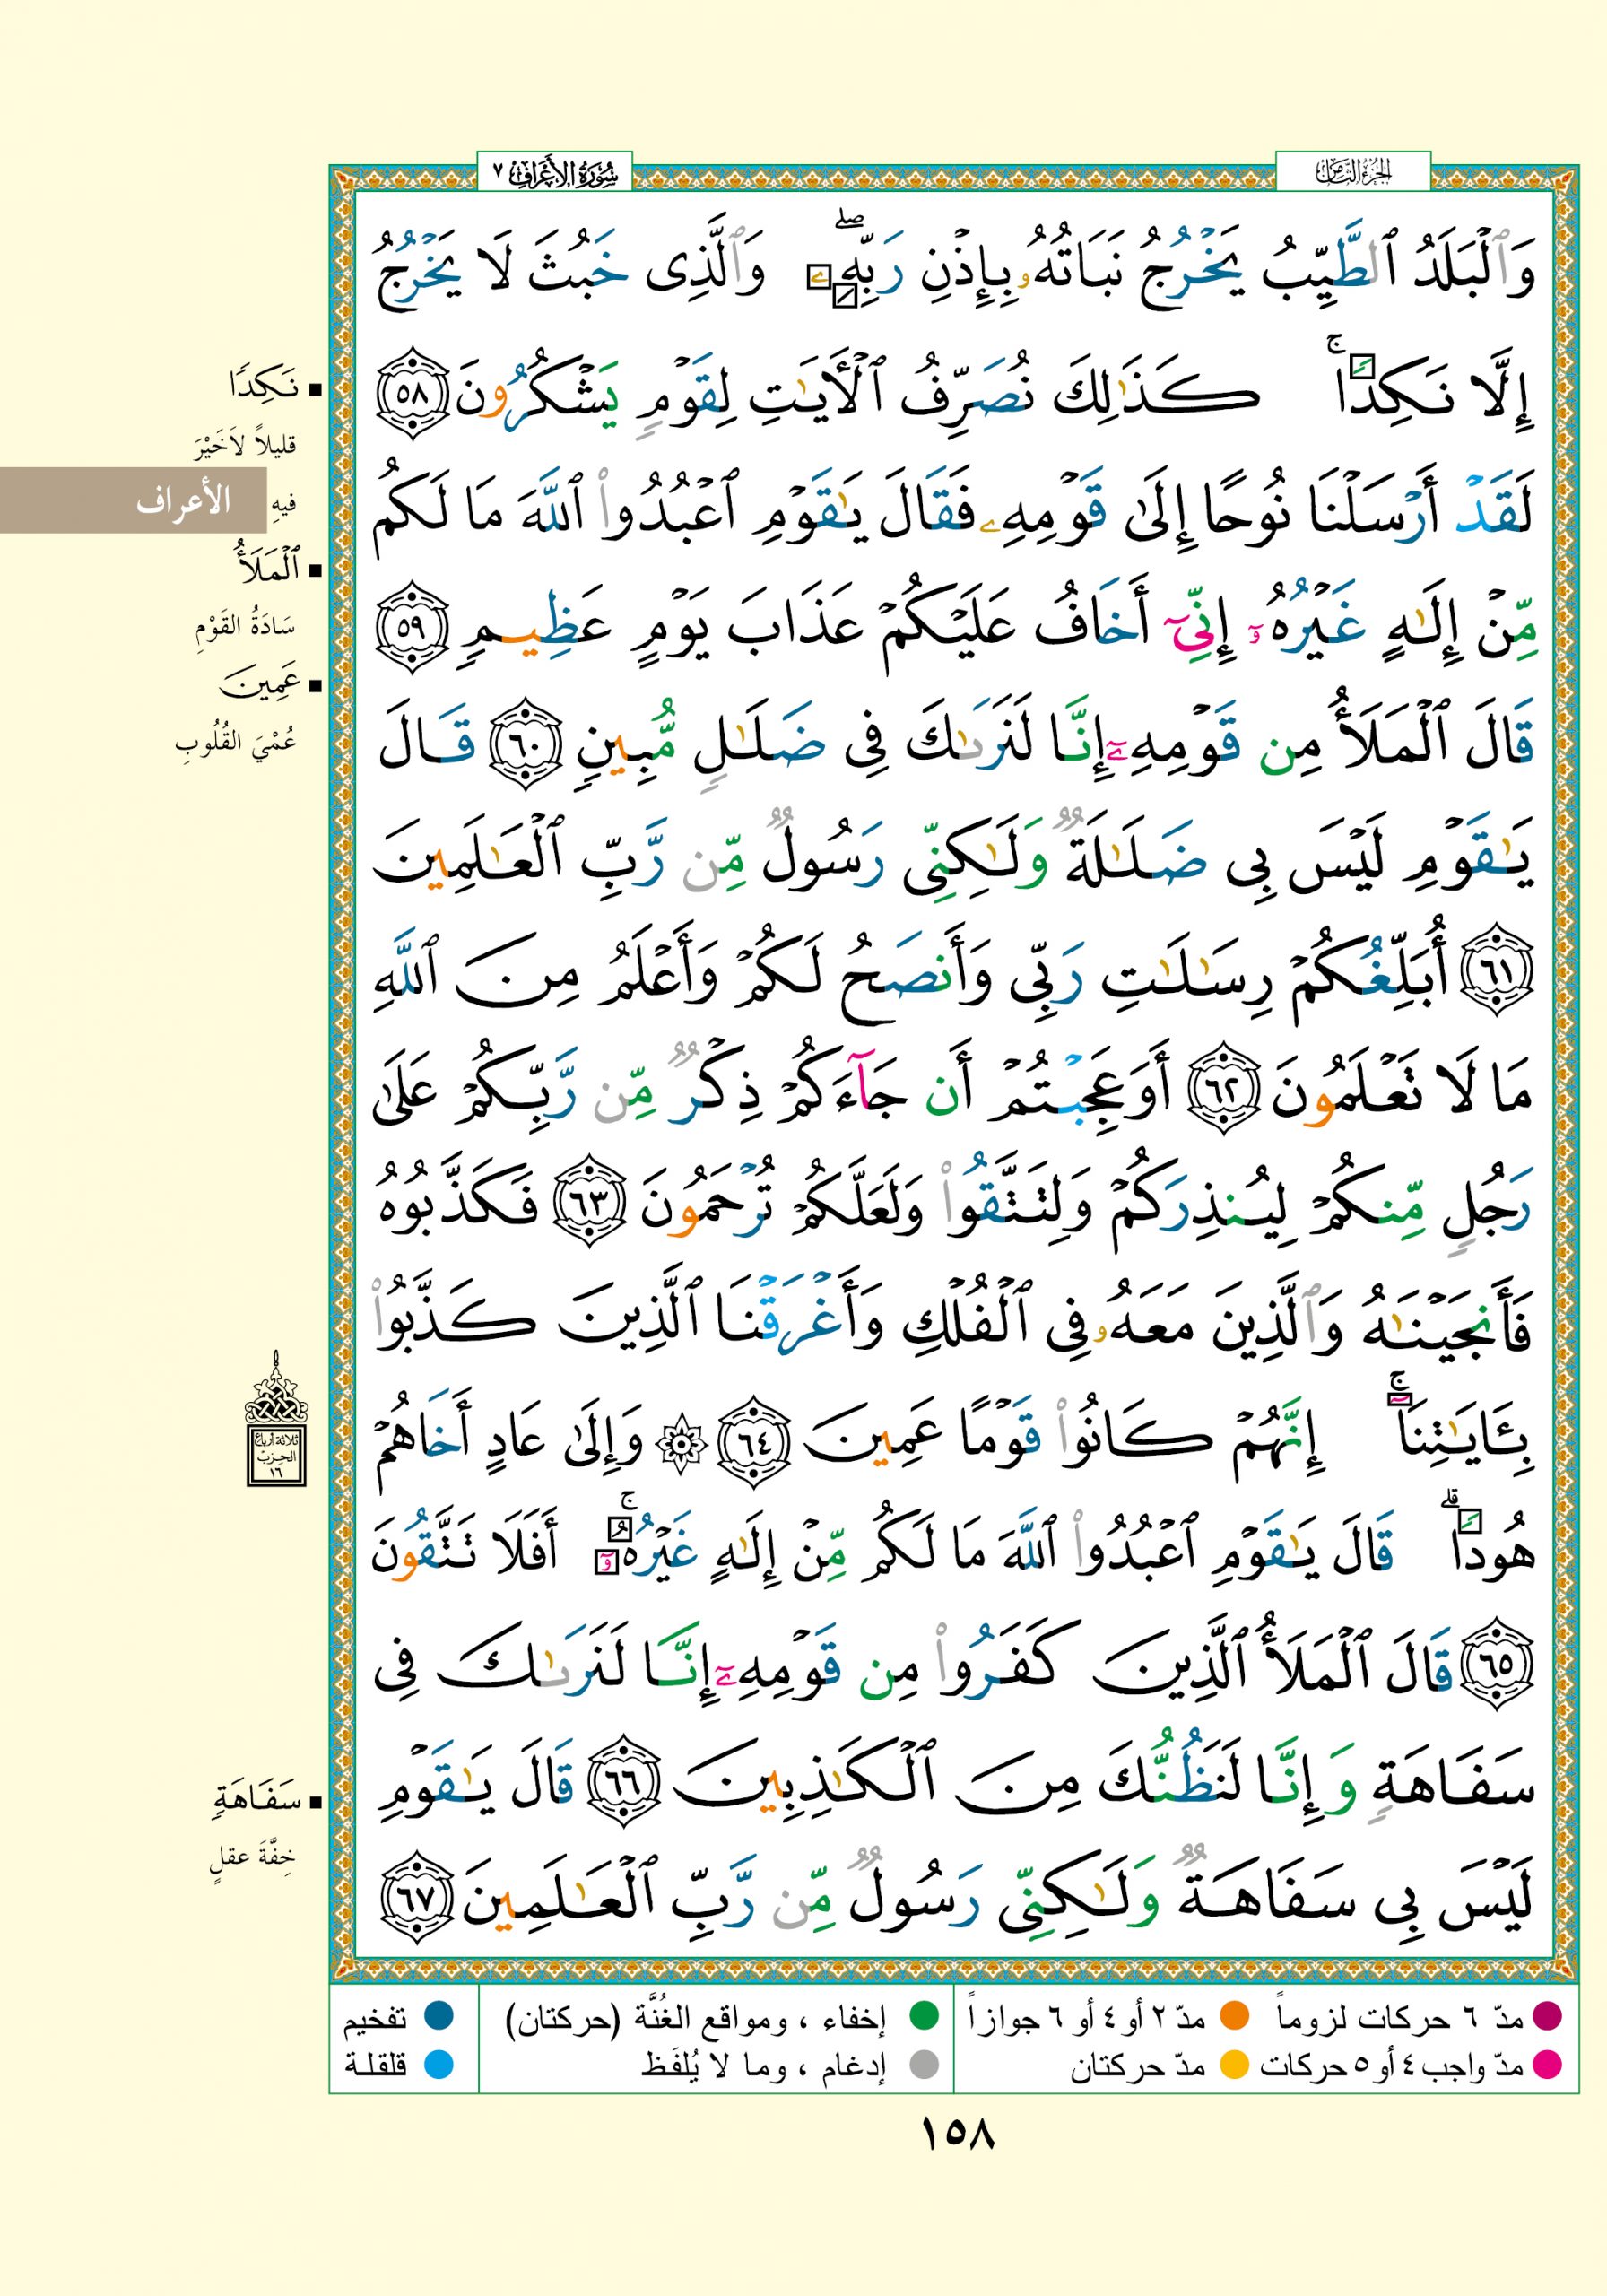 الجزء الثامن
سورة الأعراف ٧
وَٱلْبَلَدُ ٱلطَّيِّبُ يَخْرُجُ نَبَاتُهُۥ بِإِذْنِ رَبِّهِۦ ۖ وَٱلَّذِى خَبُثَ لَا يَخْرُجُ
إِلَّا نَكِدًا ۚ كَذَٰلِكَ نُصَرِّفُ ٱلْـَٔايَـٰتِ لِقَوْمٍ يَشْكُرُونَ ٥٨
لَقَدْ أَرْسَلْنَا نُوحًا إِلَىٰ قَوْمِهِۦ فَقَالَ يَـٰقَوْمِ ٱعْبُدُوا۟ ٱللَّهَ مَا لَكُم
مِّنْ إِلَـٰهٍ غَيْرُهُۥٓ إِنِّىٓ أَخَافُ عَلَيْكُمْ عَذَابَ يَوْمٍ عَظِيمٍ ٥٩
قَالَ ٱلْمَلَأُ مِن قَوْمِهِۦٓ إِنَّا لَنَرَىٰكَ فِى ضَلَـٰلٍ مُّبِينٍ ٦٠ قَالَ
يَـٰقَوْمِ لَيْسَ بِى ضَلَـٰلَةٌ وَلَـٰكِنِّى رَسُولٌ مِّن رَّبِّ ٱلْعَـٰلَمِينَ
٦١ أُبَلِّغُكُمْ رِسَـٰلَـٰتِ رَبِّى وَأَنصَحُ لَكُمْ وَأَعْلَمُ مِنَ ٱللَّهِ
مَا لَا تَعْلَمُونَ ٦٢ أَوَعَجِبْتُمْ أَن جَآءَكُمْ ذِكْرٌ مِّن رَّبِّكُمْ عَلَىٰ
رَجُلٍ مِّنكُمْ لِيُنذِرَكُمْ وَلِتَتَّقُوا۟ وَلَعَلَّكُمْ تُرْحَمُونَ ٦٣ فَكَذَّبُوهُ
فَأَنجَيْنَـٰهُ وَٱلَّذِينَ مَعَهُۥ فِى ٱلْفُلْكِ وَأَغْرَقْنَا ٱلَّذِينَ كَذَّبُوا۟
بِـَٔايَـٰتِنَآ ۚ إِنَّهُمْ كَانُوا۟ قَوْمًا عَمِينَ ٦٤ ۞ وَإِلَىٰ عَادٍ أَخَاهُمْ
هُودًا ۗ قَالَ يَـٰقَوْمِ ٱعْبُدُوا۟ ٱللَّهَ مَا لَكُم مِّنْ إِلَـٰهٍ غَيْرُهُۥٓ ۚ أَفَلَا تَتَّقُونَ
٦٥ قَالَ ٱلْمَلَأُ ٱلَّذِينَ كَفَرُوا۟ مِن قَوْمِهِۦٓ إِنَّا لَنَرَىٰكَ فِى
سَفَاهَةٍ وَإِنَّا لَنَظُنُّكَ مِنَ ٱلْكَـٰذِبِينَ ٦٦ قَالَ يَـٰقَوْمِ
لَيْسَ بِى سَفَاهَةٌ وَلَـٰكِنِّى رَسُولٌ مِّن رَّبِّ ٱلْعَـٰلَمِينَ ٦٧
نَكِدًا
قليلاً لَاخَيْرَ
فيهِ
الأعراف
ٱلْمَلَأُ
سَادَةُ القَوْمِ
عَمِينَ
عُمْيَ القُلُوبِ
ثلاثة أرباع
الحزب
١٦
سَفَاهَةٍ
خِفَّةَ عقلٍ
مدّ ٦ حركات لزوماً مدّ ٢ أو ٤ أو ٦ جوازاً إخفاء ، ومواقع الغُنَّة (حركتان) تفخيم
مدّ واجب ٤ أو ٥ حركات مدّ حركتان إدغام ، وما لا يُلفَظ قلقلة
١٥٨